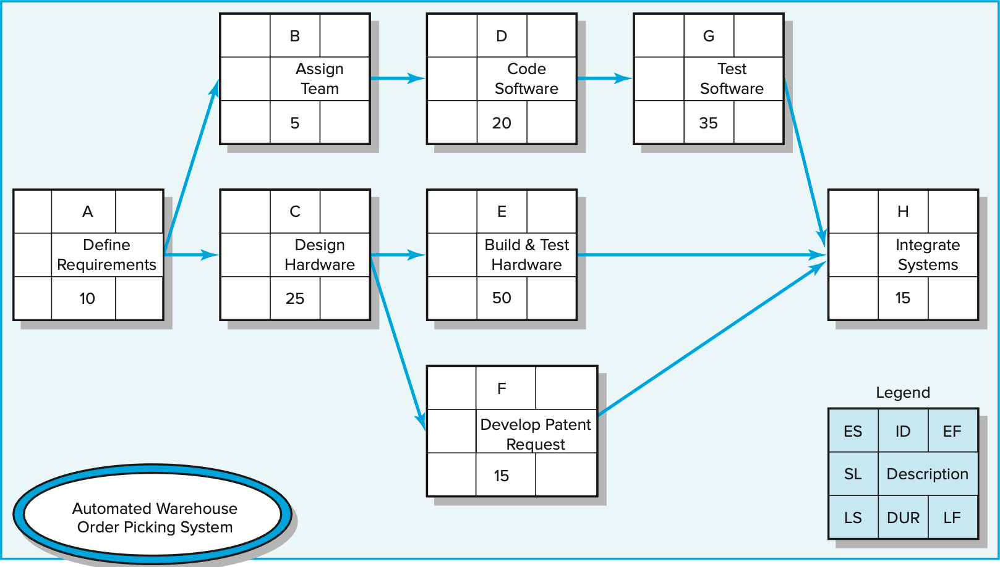 B
Assign
Team
5
D
Code
Software
20
G
Test
Software
35
A
Define
Requirements
10
C
Design
Hardware
25
E
Build & Test
Hardware
50
H
Integrate
Systems
15
F
Develop Patent
Request
15
Legend
ES ID EF
SL Description
LS DUR LF
Automated Warehouse
Order Picking System